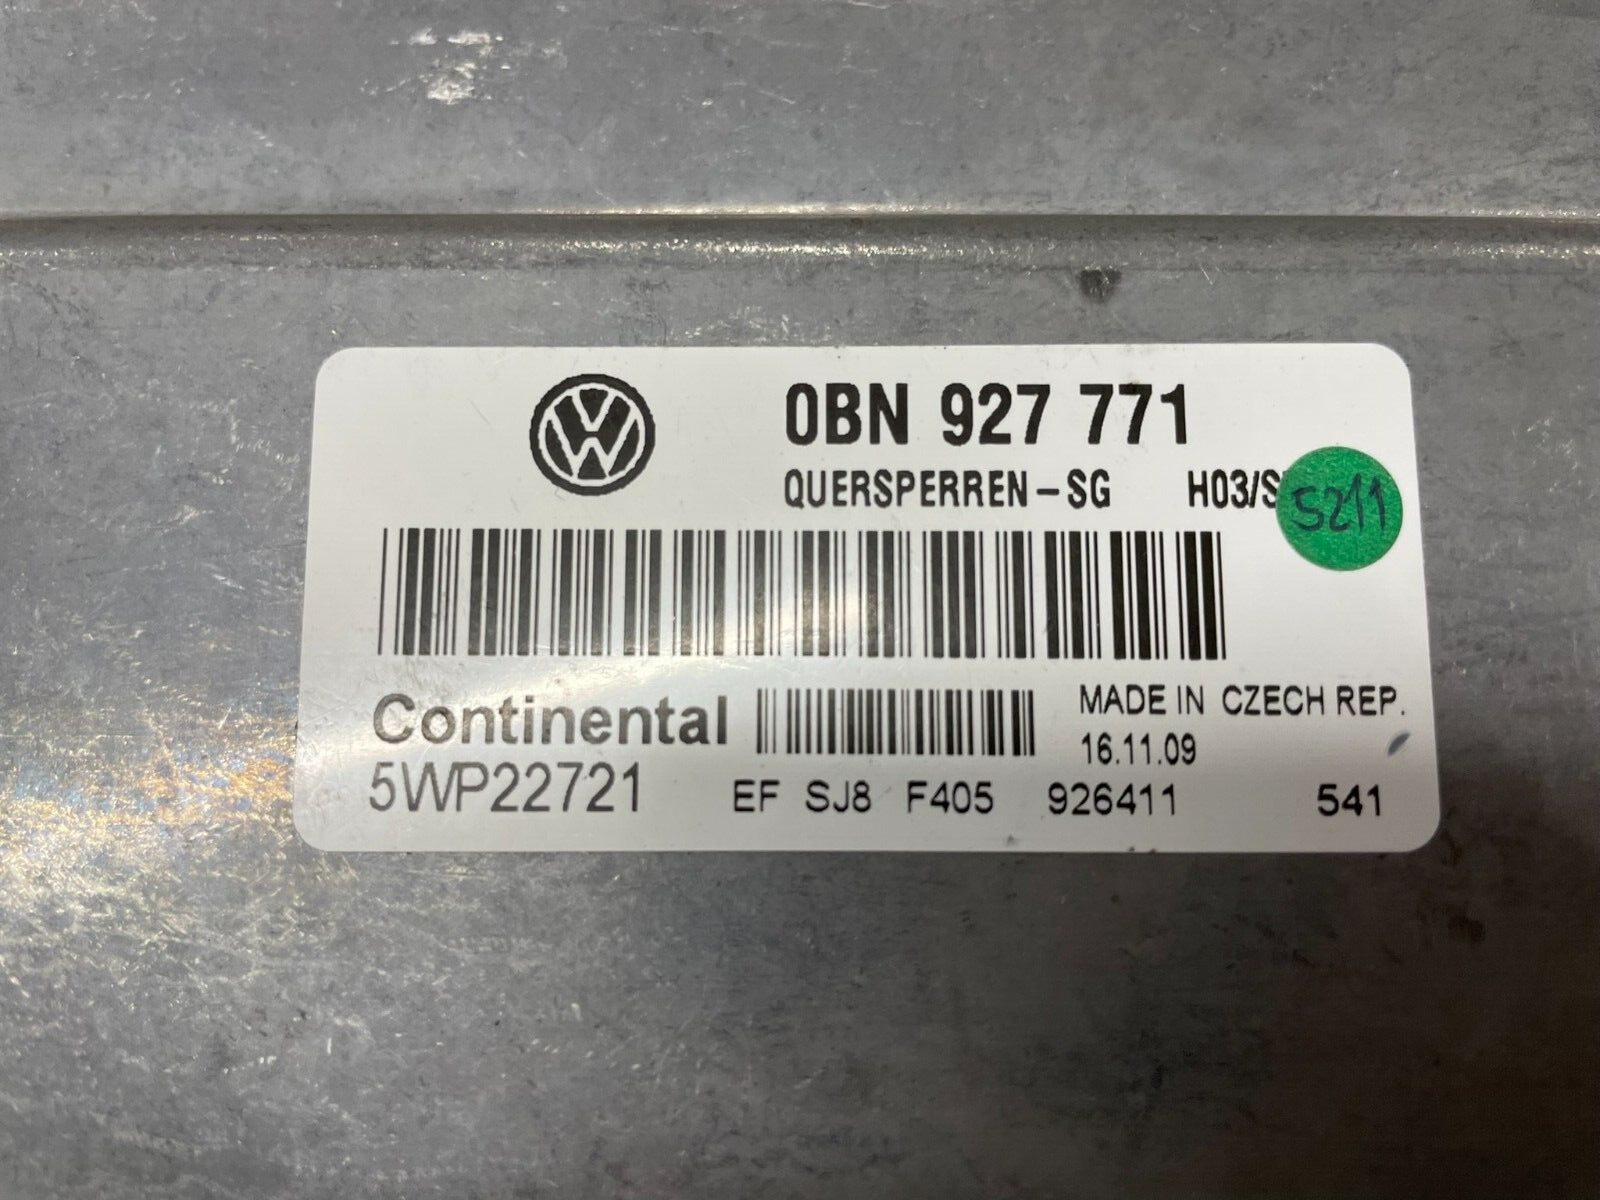 0BN 927 771
QUERSPERREN-SG H03/S
5211
Continental MADE IN CZECH REP.
16.11.09
5WP22721 EF SJ8 F405 926411 541